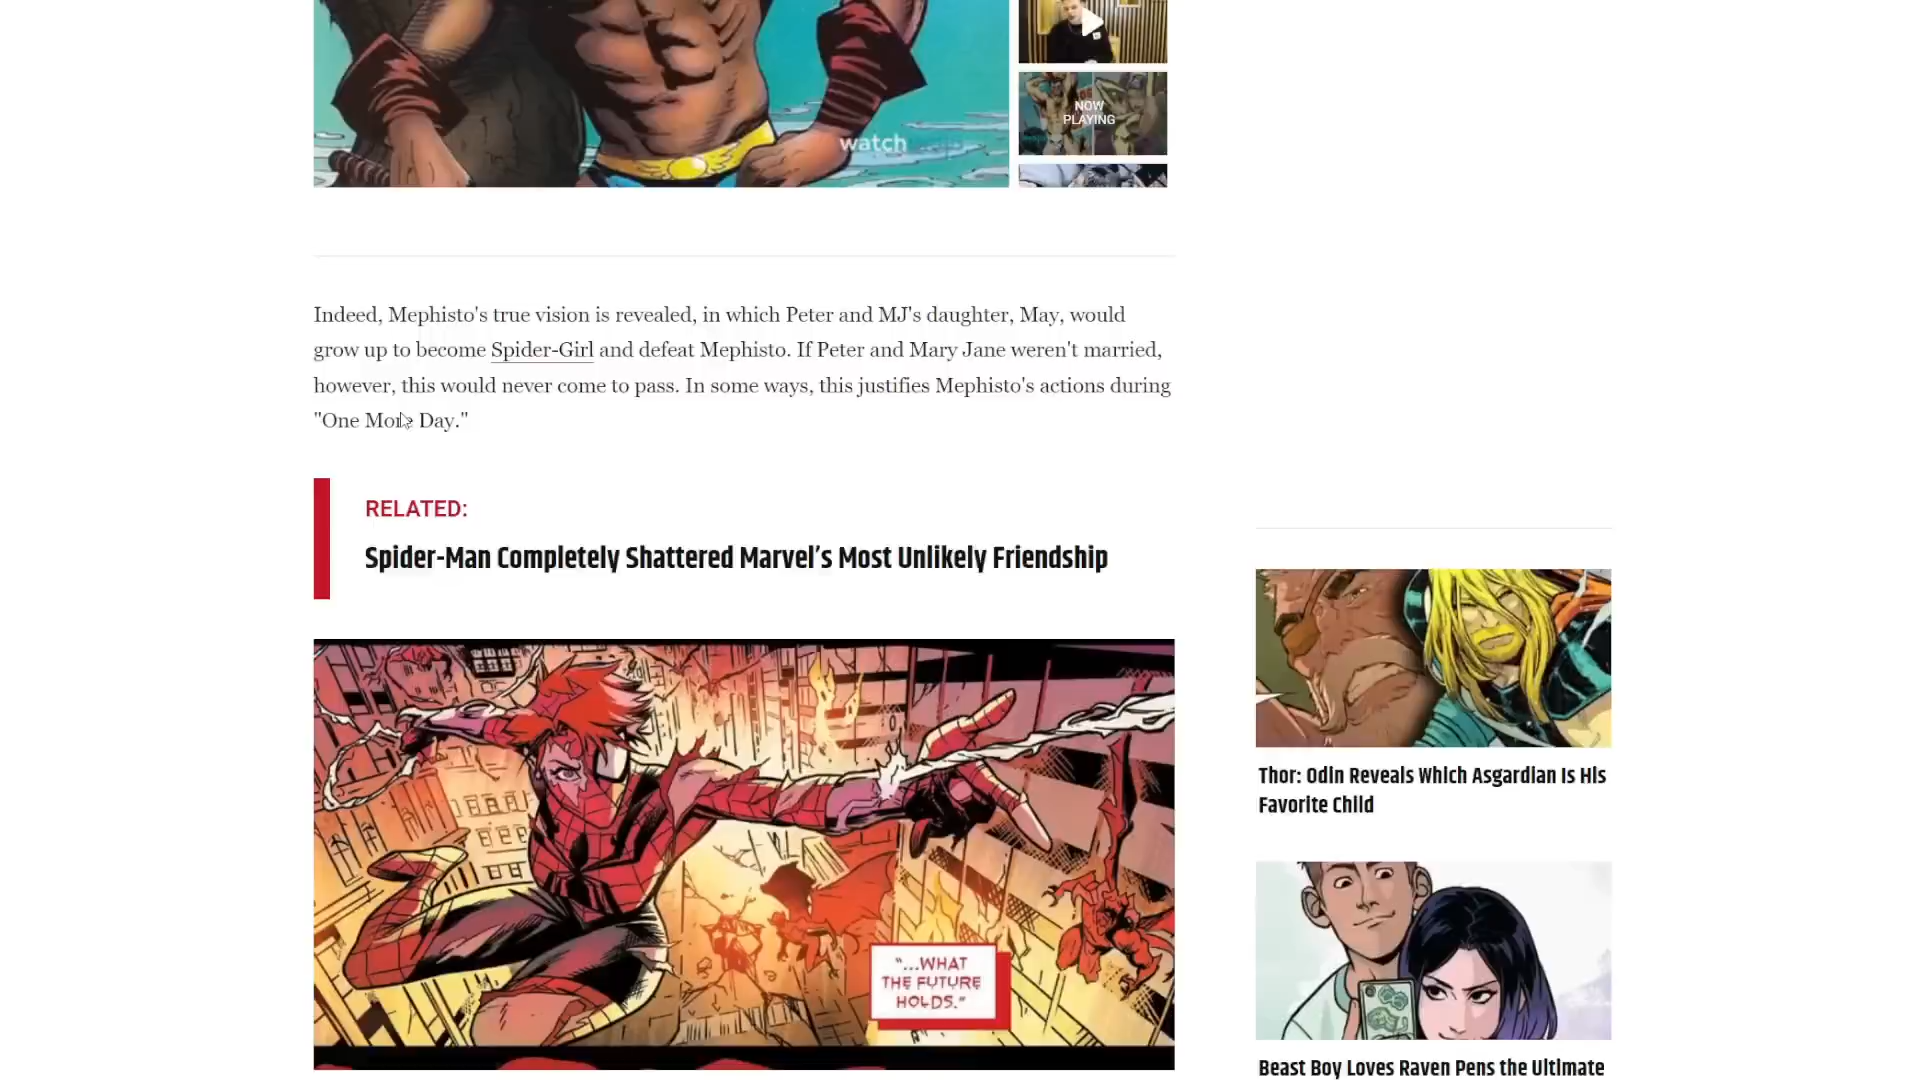 watch
NOW
PLAYING
Indeed, Mephisto's true vision is revealed, in which Peter and MJ's daughter, May, would
grow up to become Spider-Girl and defeat Mephisto. If Peter and Mary Jane weren't married,
however, this would never come to pass. In some ways, this justifies Mephisto's actions during
"One More Day."
RELATED:
Spider-Man Completely Shattered Marvel's Most Unlikely Friendship
"...WHAT
THE FUTURE
HOLDS."
Thor: Odin Reveals Which Asgardian Is His
Favorite Child
Beast Boy Loves Raven Pens the Ultimate